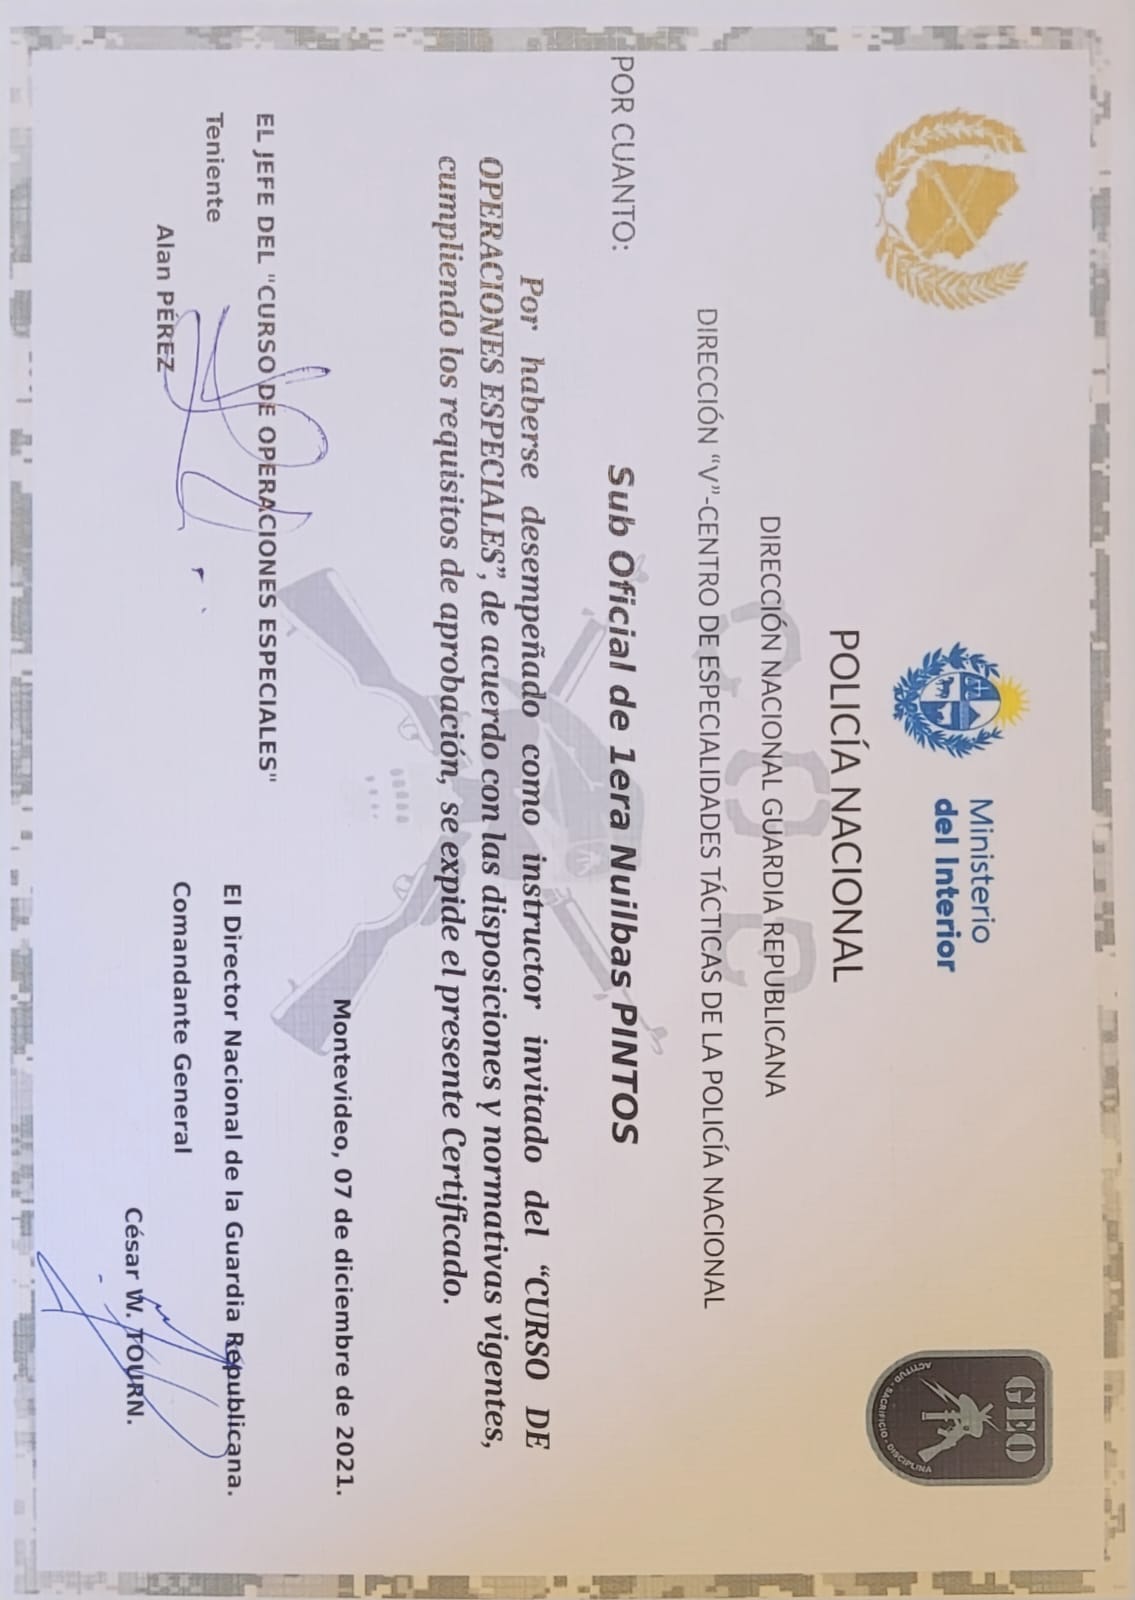 GEO
ACTITUD - SACRIFICIO - DISCIPLINA
Ministerio
del Interior
POLICÍA NACIONAL
COE
DIRECCIÓN NACIONAL GUARDIA REPUBLICANA
DIRECCIÓN “V”-CENTRO DE ESPECIALIDADES TÁCTICAS DE LA POLICÍA NACIONAL
POR CUANTO: Sub Oficial de 1era Nuilbas PINTOS
Por haberse desempeñado como instructor invitado del “CURSO DE
OPERACIONES ESPECIALES”, de acuerdo con las disposiciones y normativas vigentes,
cumpliendo los requisitos de aprobación, se expide el presente Certificado.
Montevideo, 07 de diciembre de 2021.
EL JEFE DEL "CURSO DE OPERACIONES ESPECIALES"
Teniente
Alan PÉREZ
El Director Nacional de la Guardia Republicana.
Comandante General
César W. TOURN.